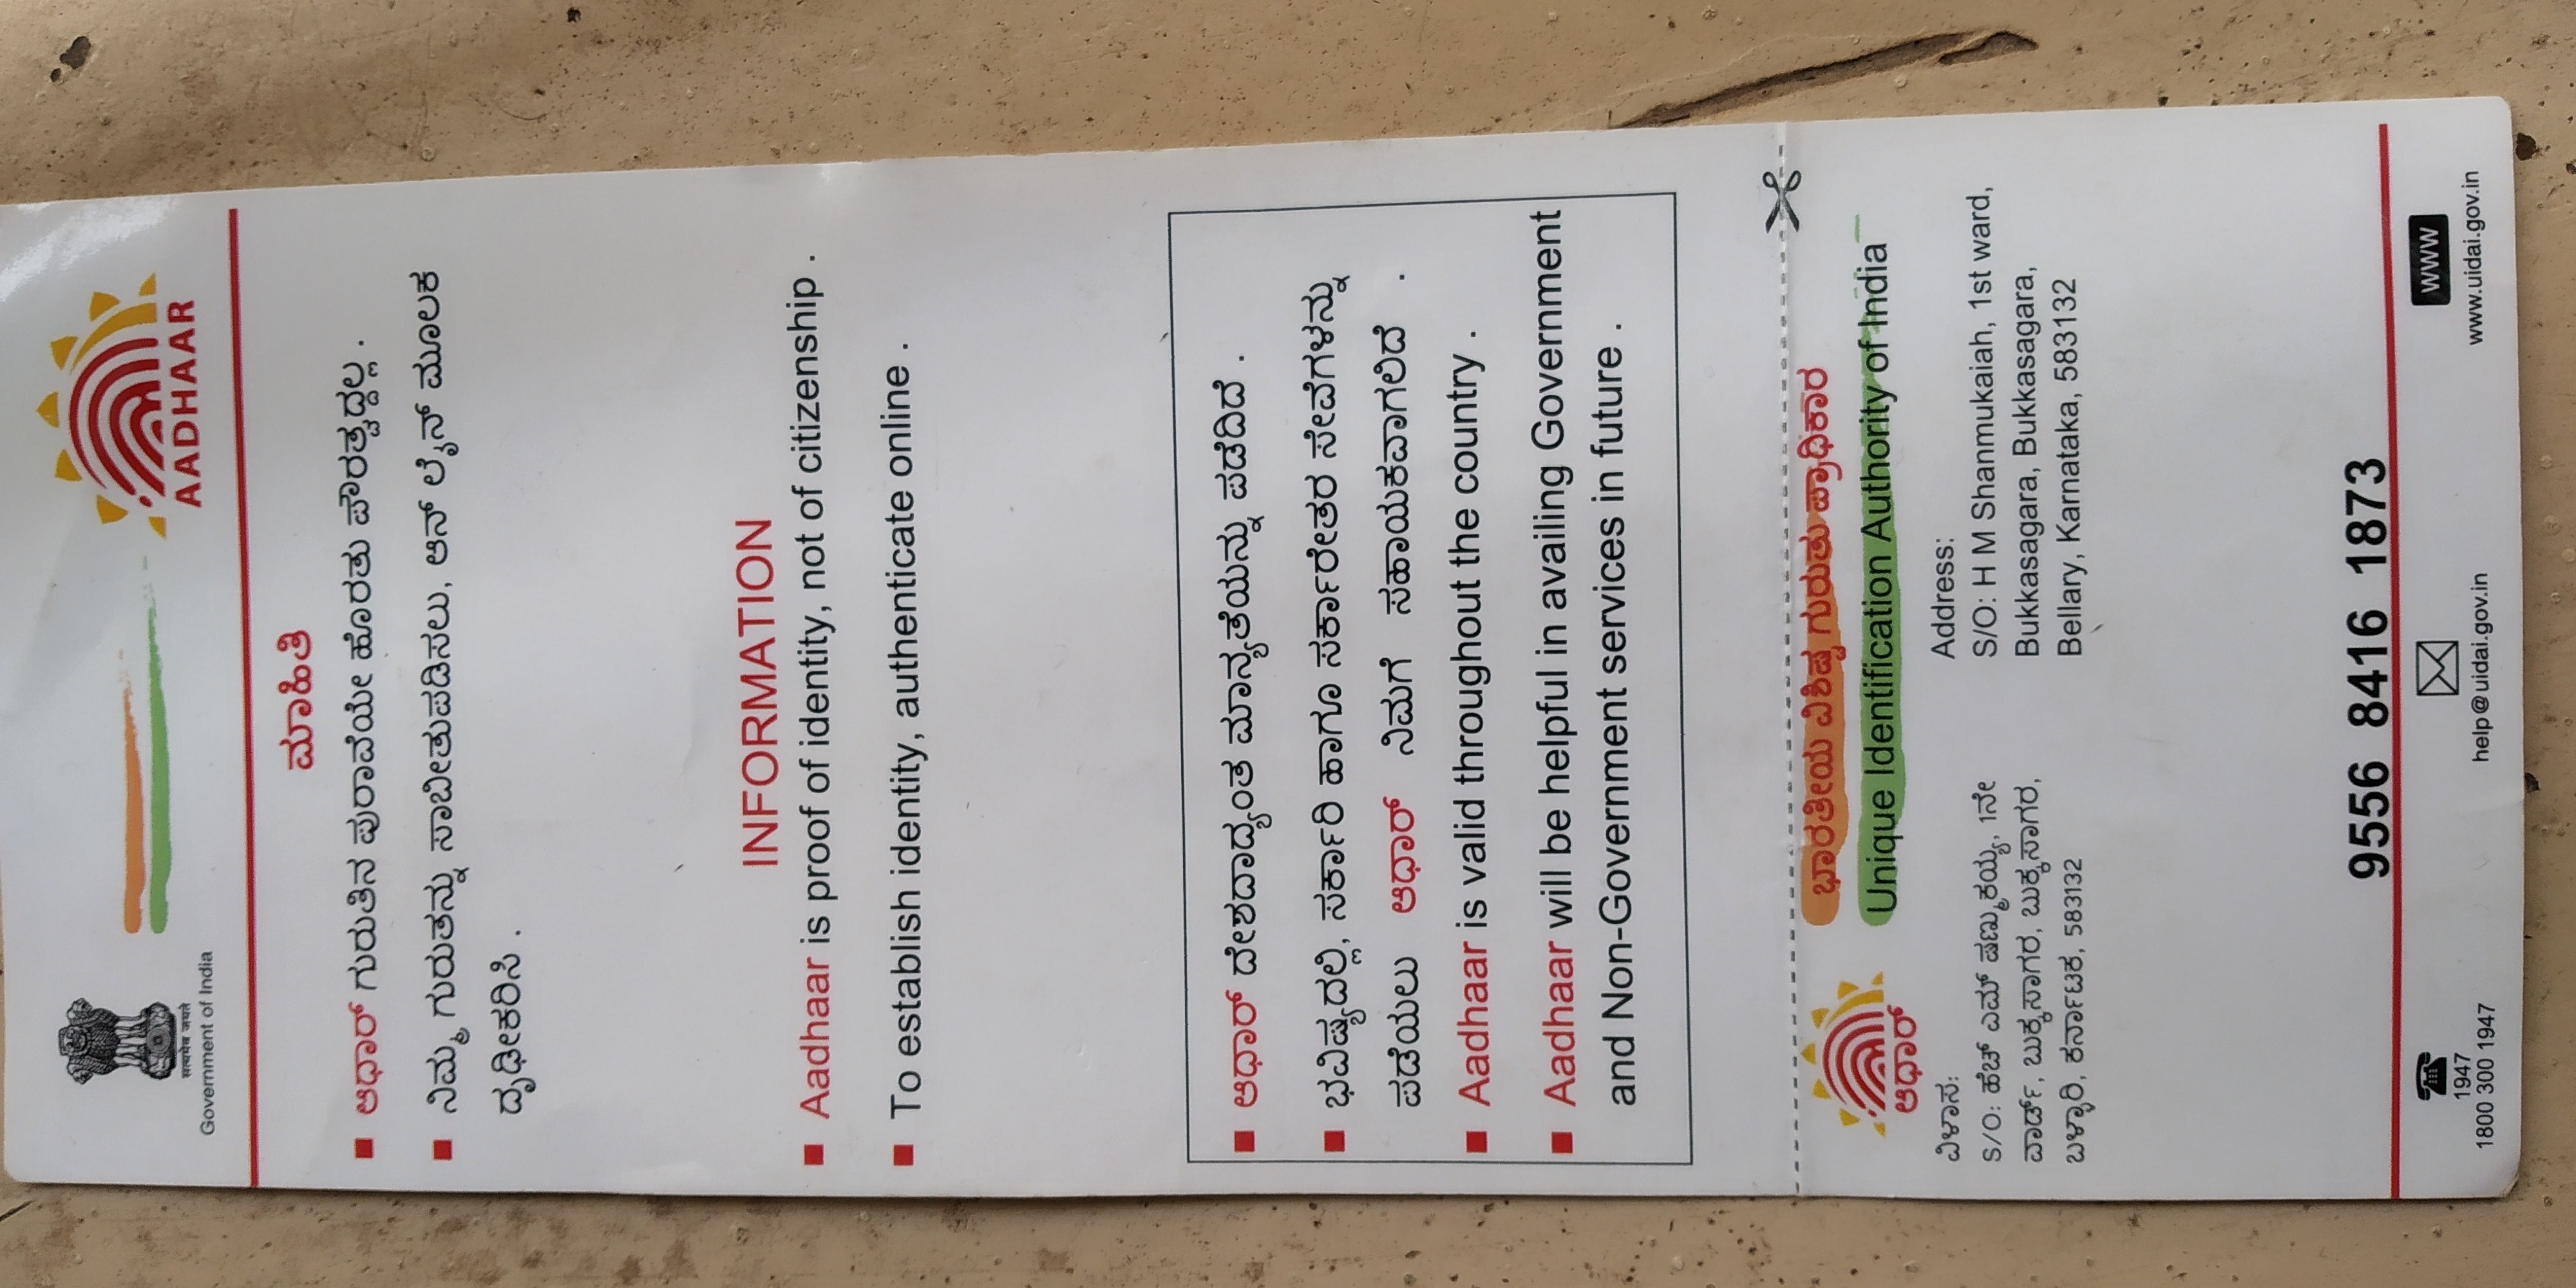 सत्यमेव जयते
Government of India
AADHAAR
ಮಾಹಿತಿ
ಆಧಾರ್ ಗುರುತಿನ ಪುರಾವೆಯೇ ಹೊರತು ಪೌರತ್ವದ್ದಲ್ಲ .
ನಿಮ್ಮ ಗುರುತನ್ನು ಸಾಬೀತುಪಡಿಸಲು, ಆನ್ ಲೈನ್ ಮೂಲಕ
ದೃಢೀಕರಿಸಿ .
INFORMATION
Aadhaar is proof of identity, not of citizenship .
To establish identity, authenticate online .
ಆಧಾರ್ ದೇಶದಾದ್ಯಂತ ಮಾನ್ಯತೆಯನ್ನು ಪಡೆದಿದೆ .
ಭವಿಷ್ಯದಲ್ಲಿ, ಸರ್ಕಾರಿ ಹಾಗೂ ಸರ್ಕಾರೇತರ ಸೇವೆಗಳನ್ನು
ಪಡೆಯಲು ಆಧಾರ್ ನಿಮಗೆ ಸಹಾಯಕವಾಗಲಿದೆ .
Aadhaar is valid throughout the country .
Aadhaar will be helpful in availing Government
and Non-Government services in future .
ಭಾರತೀಯ ವಿಶಿಷ್ಟ ಗುರುತು ಪ್ರಾಧಿಕಾರ
Unique Identification Authority of India
ಆಧಾರ್
ವಿಳಾಸ:
S/O: ಹೆಚ್ ಎಮ್ ಷಣ್ಮುಕಯ್ಯ, 1ನೇ
ವಾರ್ಡ್, ಬುಕ್ಕಸಾಗರ, ಬುಕ್ಕಸಾಗರ,
ಬಳ್ಳಾರಿ, ಕರ್ನಾಟಕ, 583132
Address:
S/O: H M Shanmukaiah, 1st ward,
Bukkasagara, Bukkasagara,
Bellary, Karnataka, 583132
9556 8416 1873
1947
1800 300 1947
help@uidai.gov.in
WWW
www.uidai.gov.in